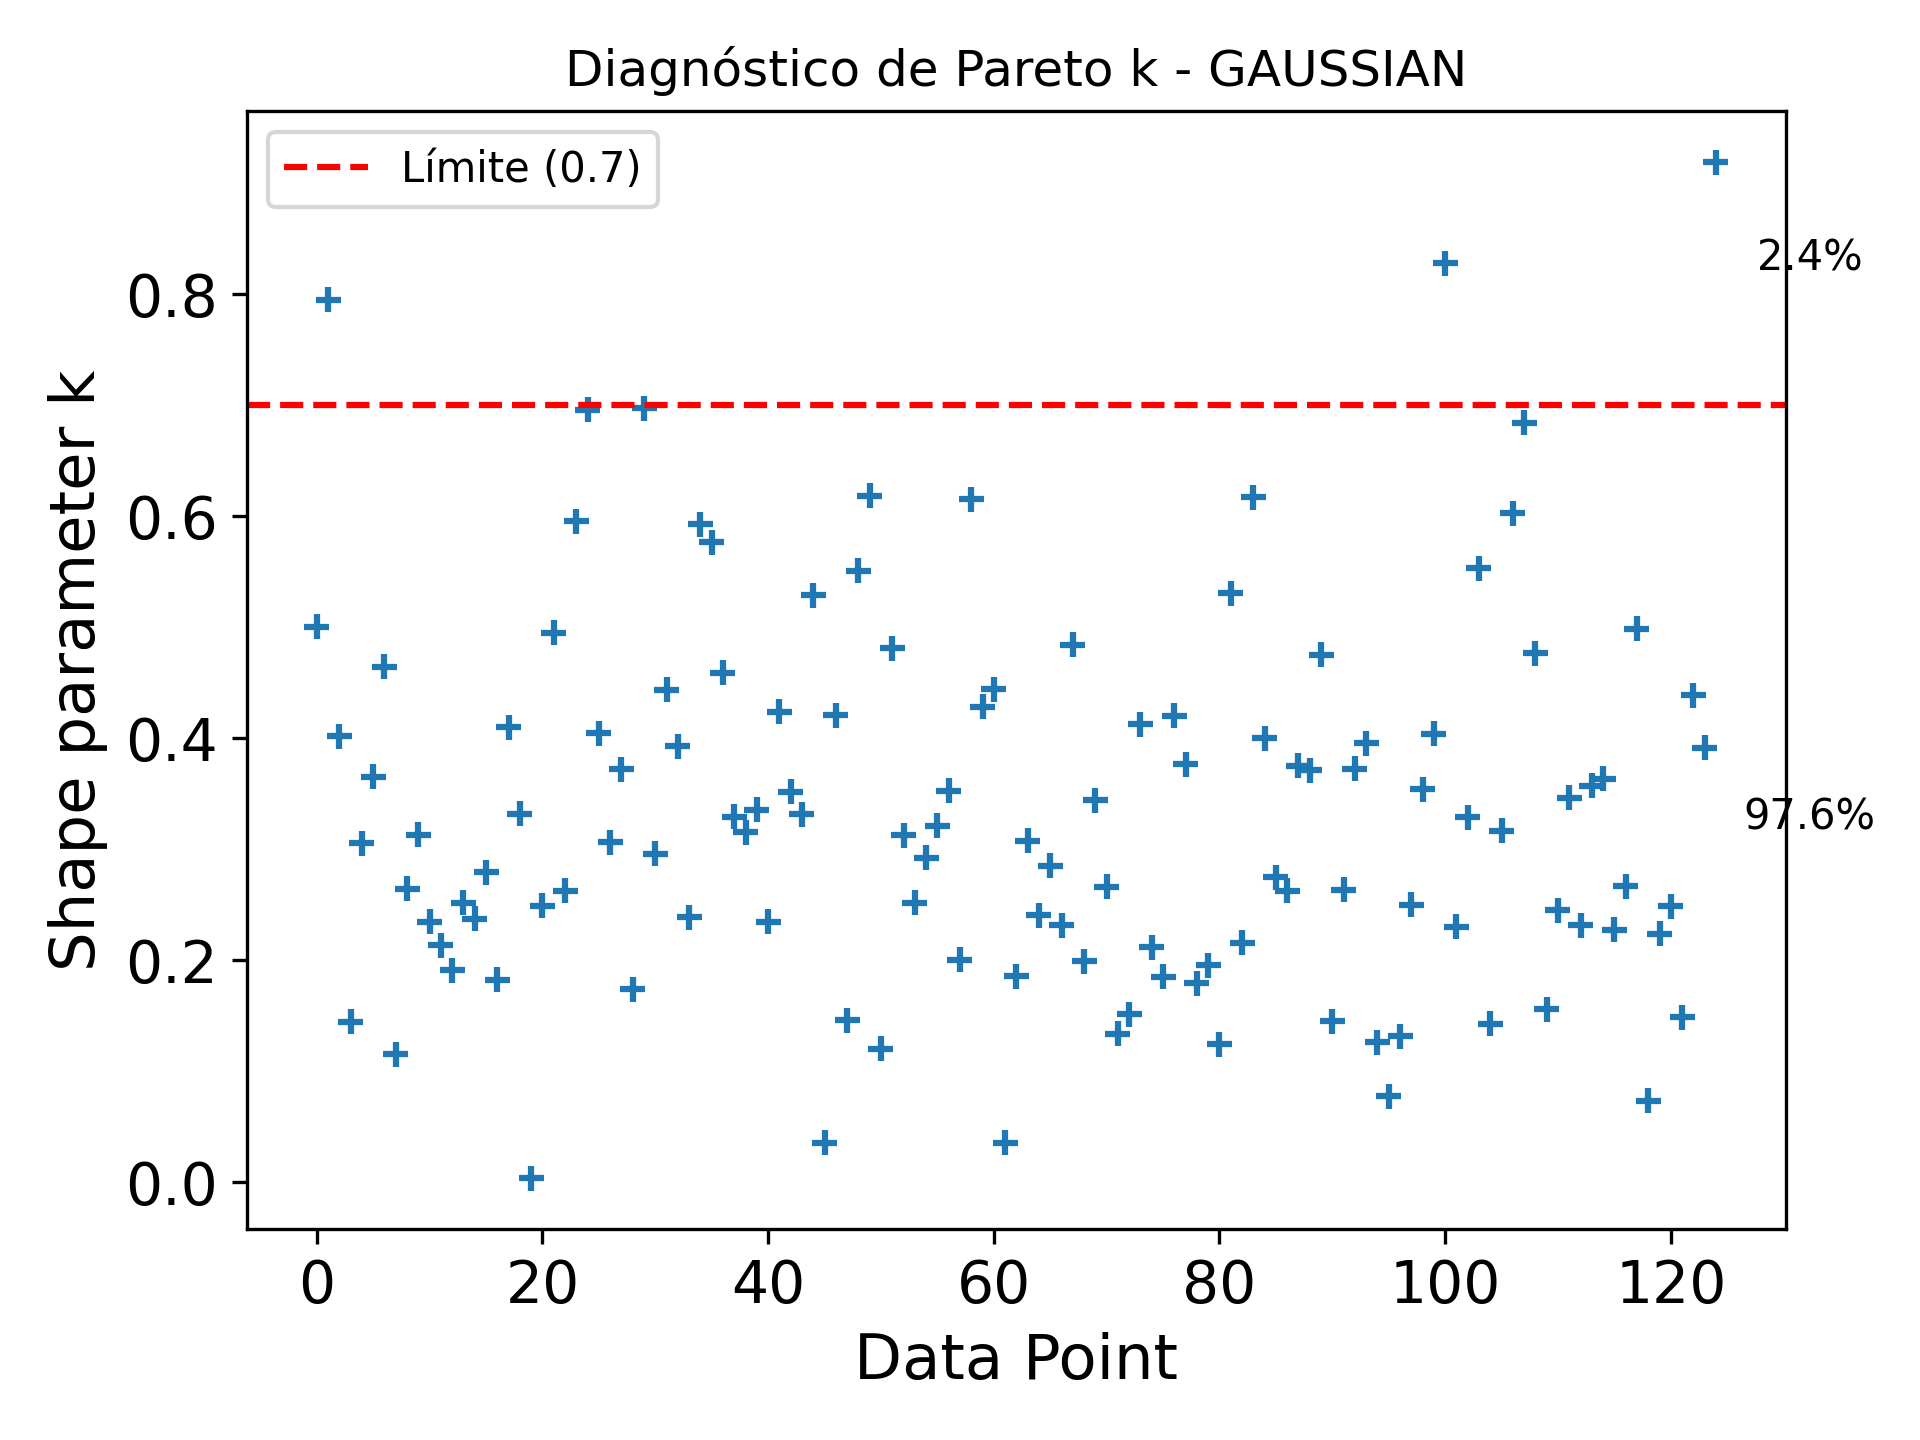 Diagnóstico de Pareto k - GAUSSIAN
Límite (0.7)
2.4%
97.6%
Shape parameter k
0.8
0.6
0.4
0.2
0.0
0 20 40 60 80 100 120
Data Point